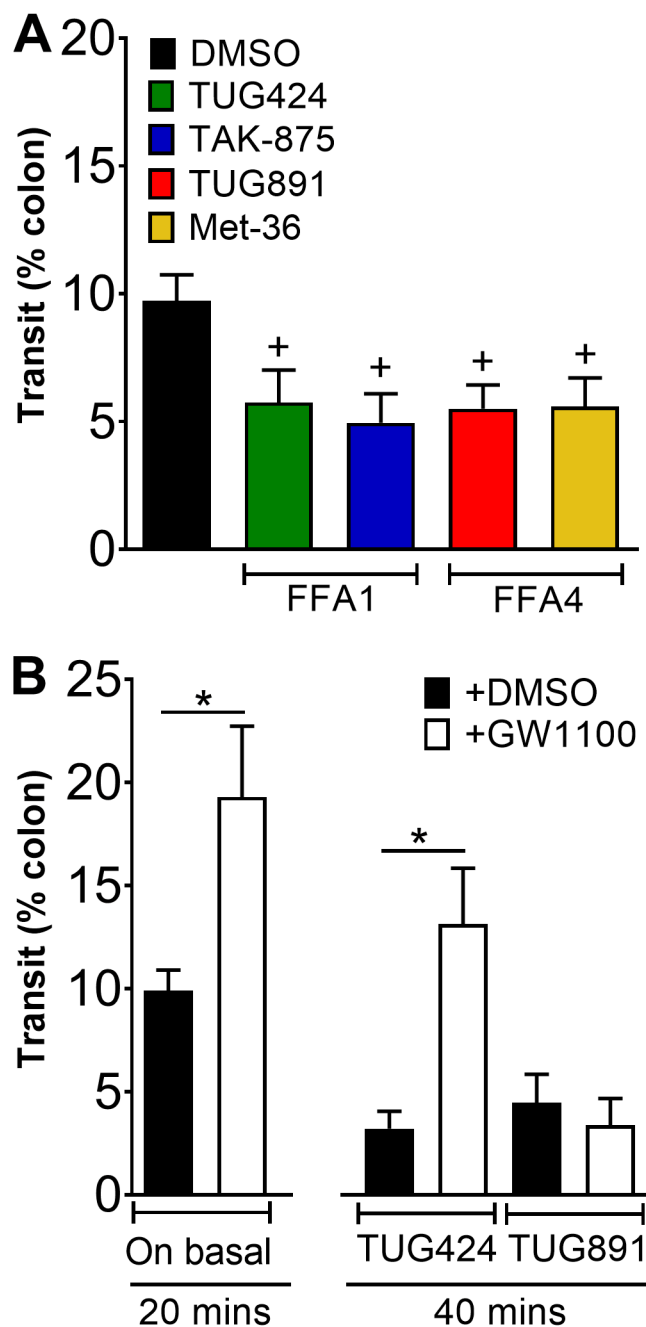 A
Transit (% colon)
20
15
10
5
0
DMSO
TUG424
TAK-875
TUG891
Met-36
+ + + +
FFA1 FFA4
B
Transit (% colon)
25
20
15
10
5
0
+DMSO
+GW1100
*
*
On basal TUG424 TUG891
20 mins 40 mins